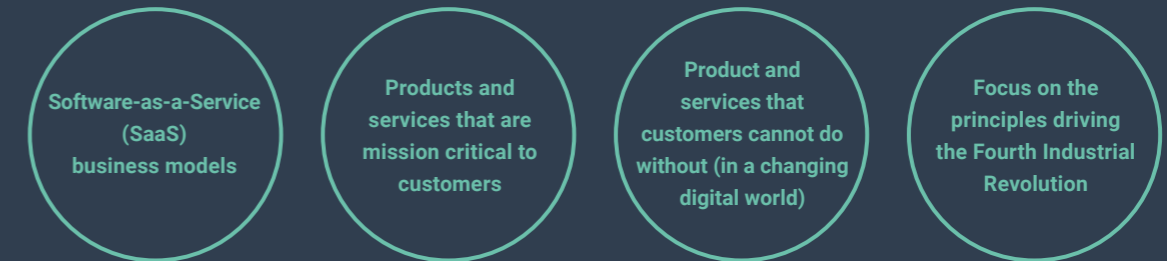 Software-as-a-Service
(SaaS)
business models
Products and
services that are
mission critical to
customers
Product and
services that
customers cannot do
without (in a changing
digital world)
Focus on the
principles driving
the Fourth Industrial
Revolution